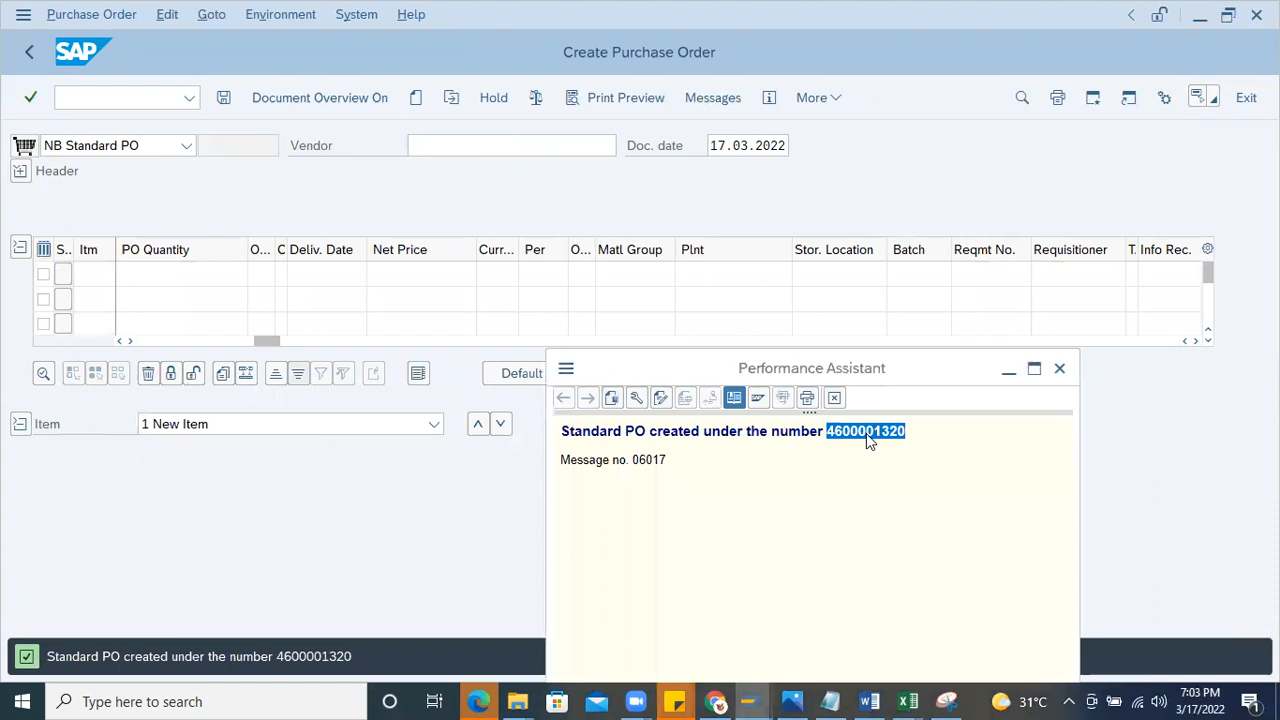 Purchase Order Edit Goto Environment System Help
SAP Create Purchase Order
Document Overview On Hold Print Preview Messages More Exit
NB Standard PO Vendor Doc. date 17.03.2022
Header
S.. Itm PO Quantity O... C Deliv. Date Net Price Curr... Per O... Matl Group Plnt Stor. Location Batch Reqmt No. Requisitioner T. Info Rec.
Default
Performance Assistant
Item 1 New Item
Standard PO created under the number 4600001320
Message no. 06017
Standard PO created under the number 4600001320
Type here to search
31°C
7:03 PM
3/17/2022
1